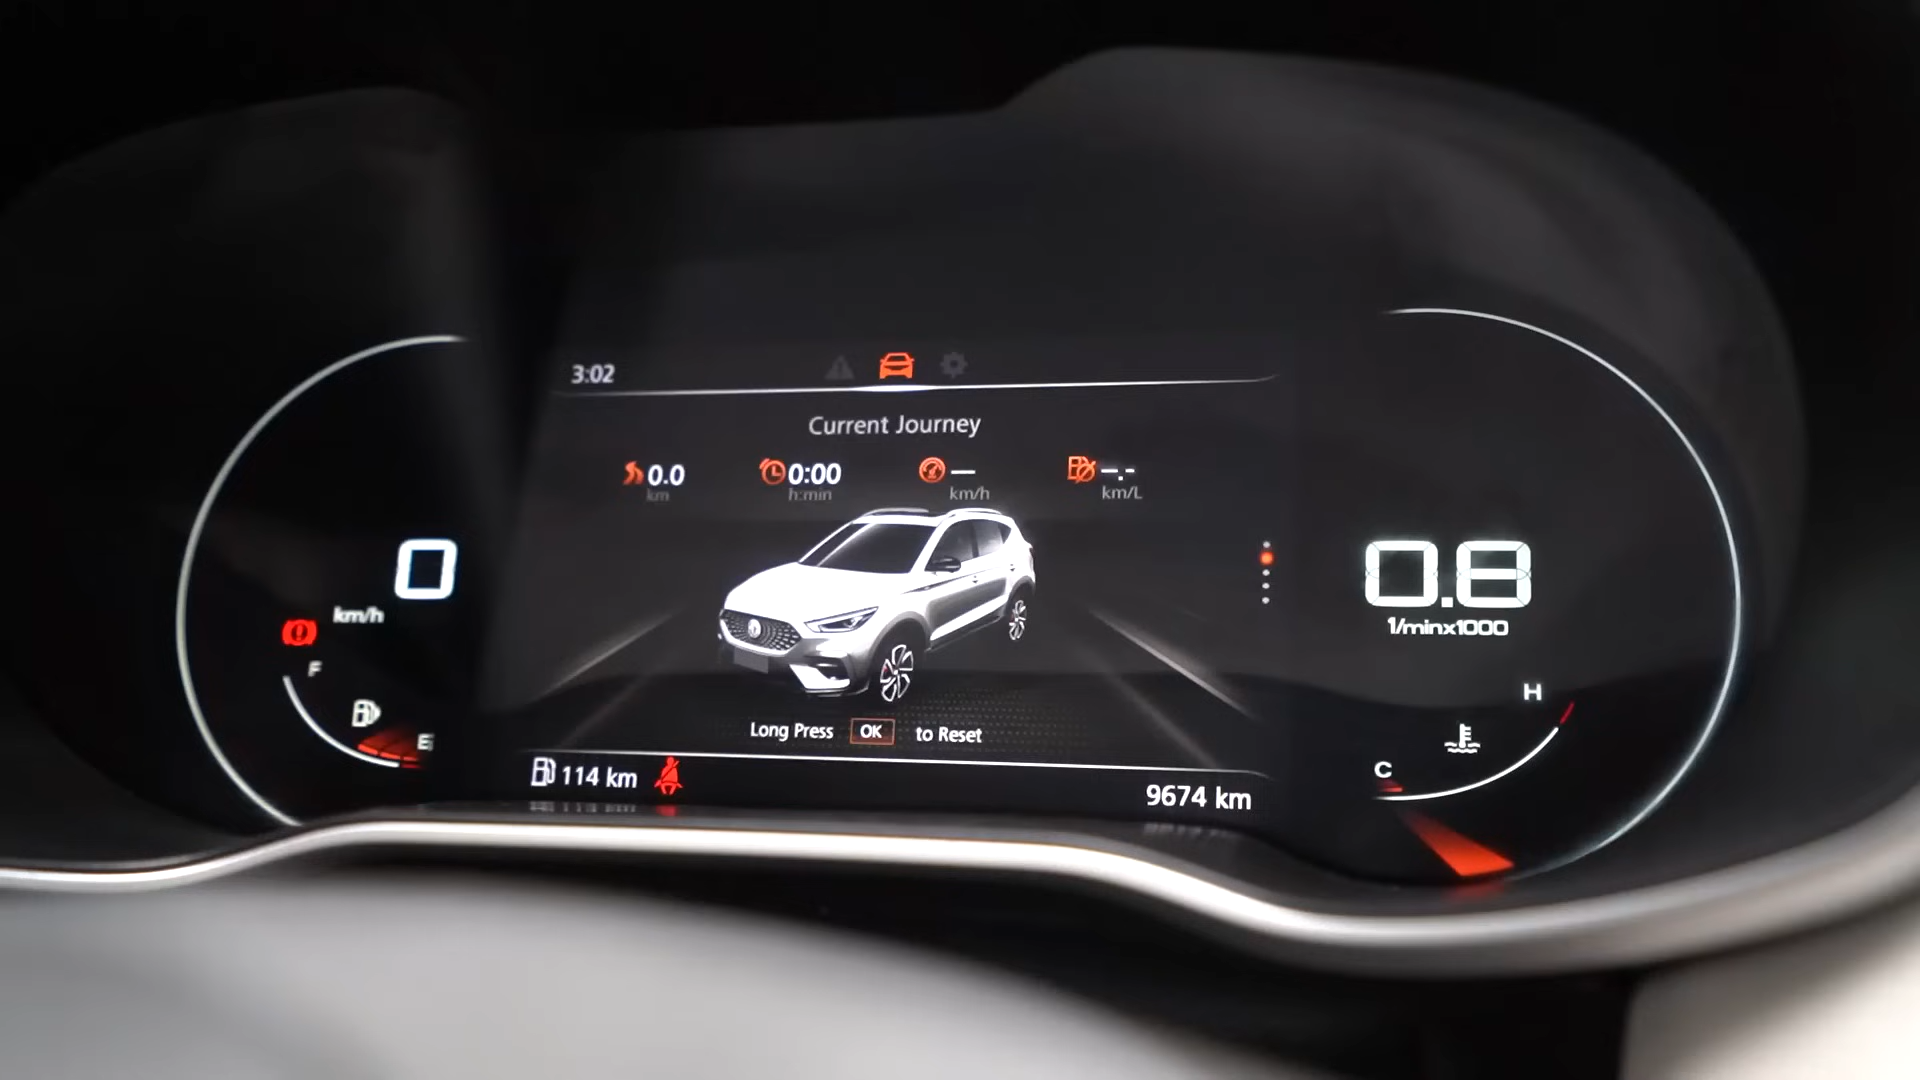 3:02
Current Journey
0.0
km
0:00
h:min
—
km/h
–.-
km/L
0
km/h
F
E
0.8
1/minx1000
H
C
Long Press OK to Reset
114 km
9674 km